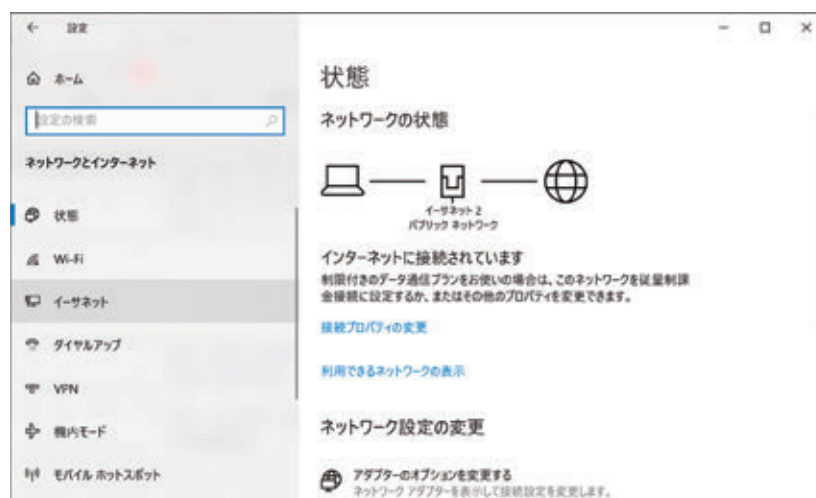 設定
ホーム
設定の検索
ネットワークとインターネット
状態
Wi-Fi
イーサネット
ダイヤルアップ
VPN
機内モード
モバイル ホットスポット
状態
ネットワークの状態
イーサネット 2
パブリック ネットワーク
インターネットに接続されています
制限付きのデータ通信プランをお使いの場合は、このネットワークを従量制課
金接続に設定するか、またはその他のプロパティを変更できます。
接続プロパティの変更
利用できるネットワークの表示
ネットワーク設定の変更
アダプターのオプションを変更する
ネットワーク アダプターを表示して接続設定を変更します。